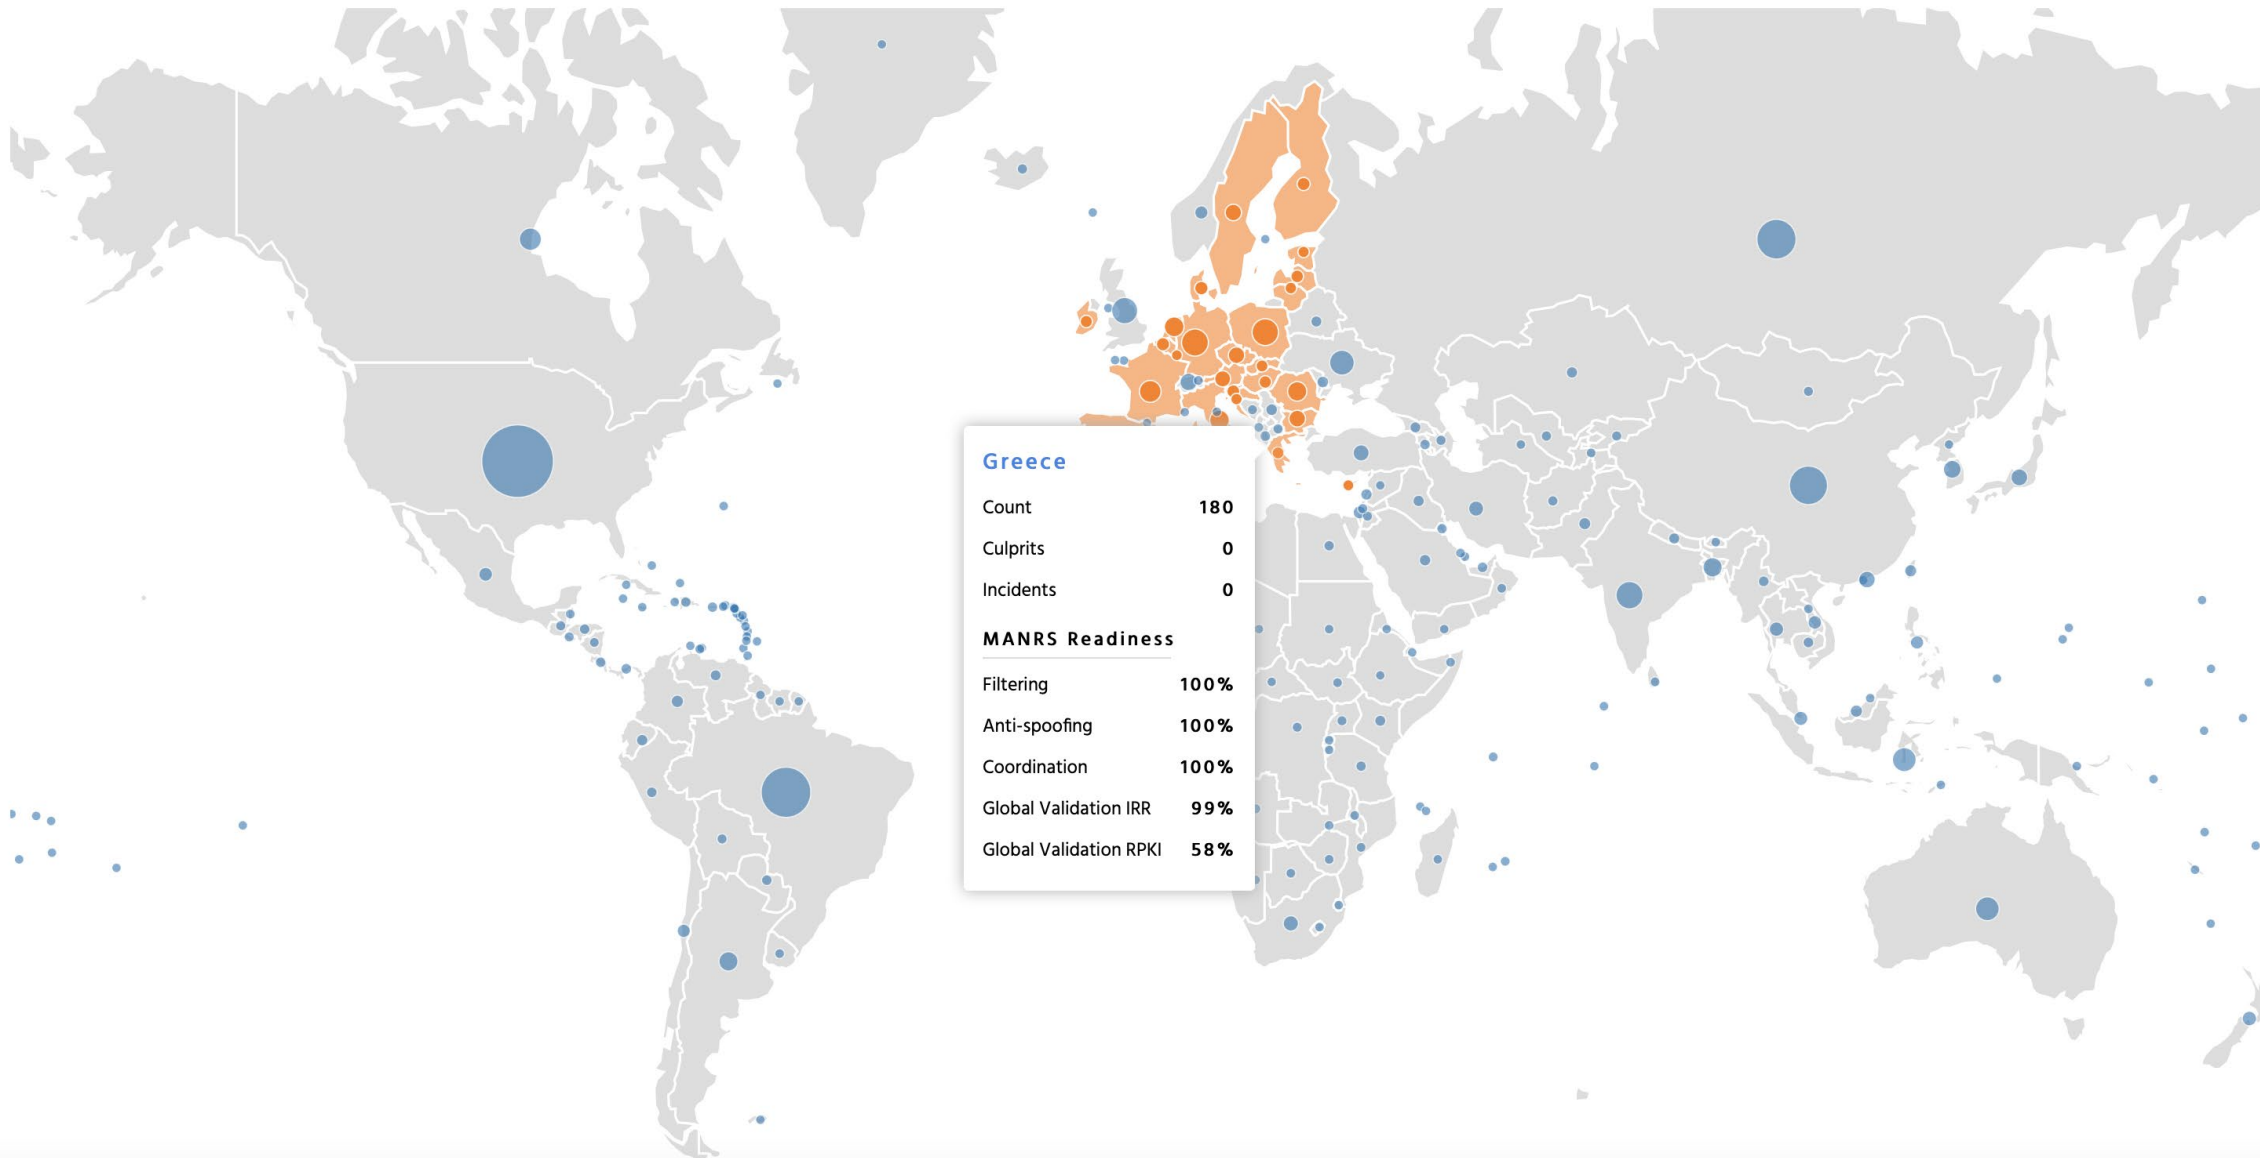 Greece
Count 180
Culprits 0
Incidents 0
MANRS Readiness
Filtering 100%
Anti-spoofing 100%
Coordination 100%
Global Validation IRR 99%
Global Validation RPKI 58%